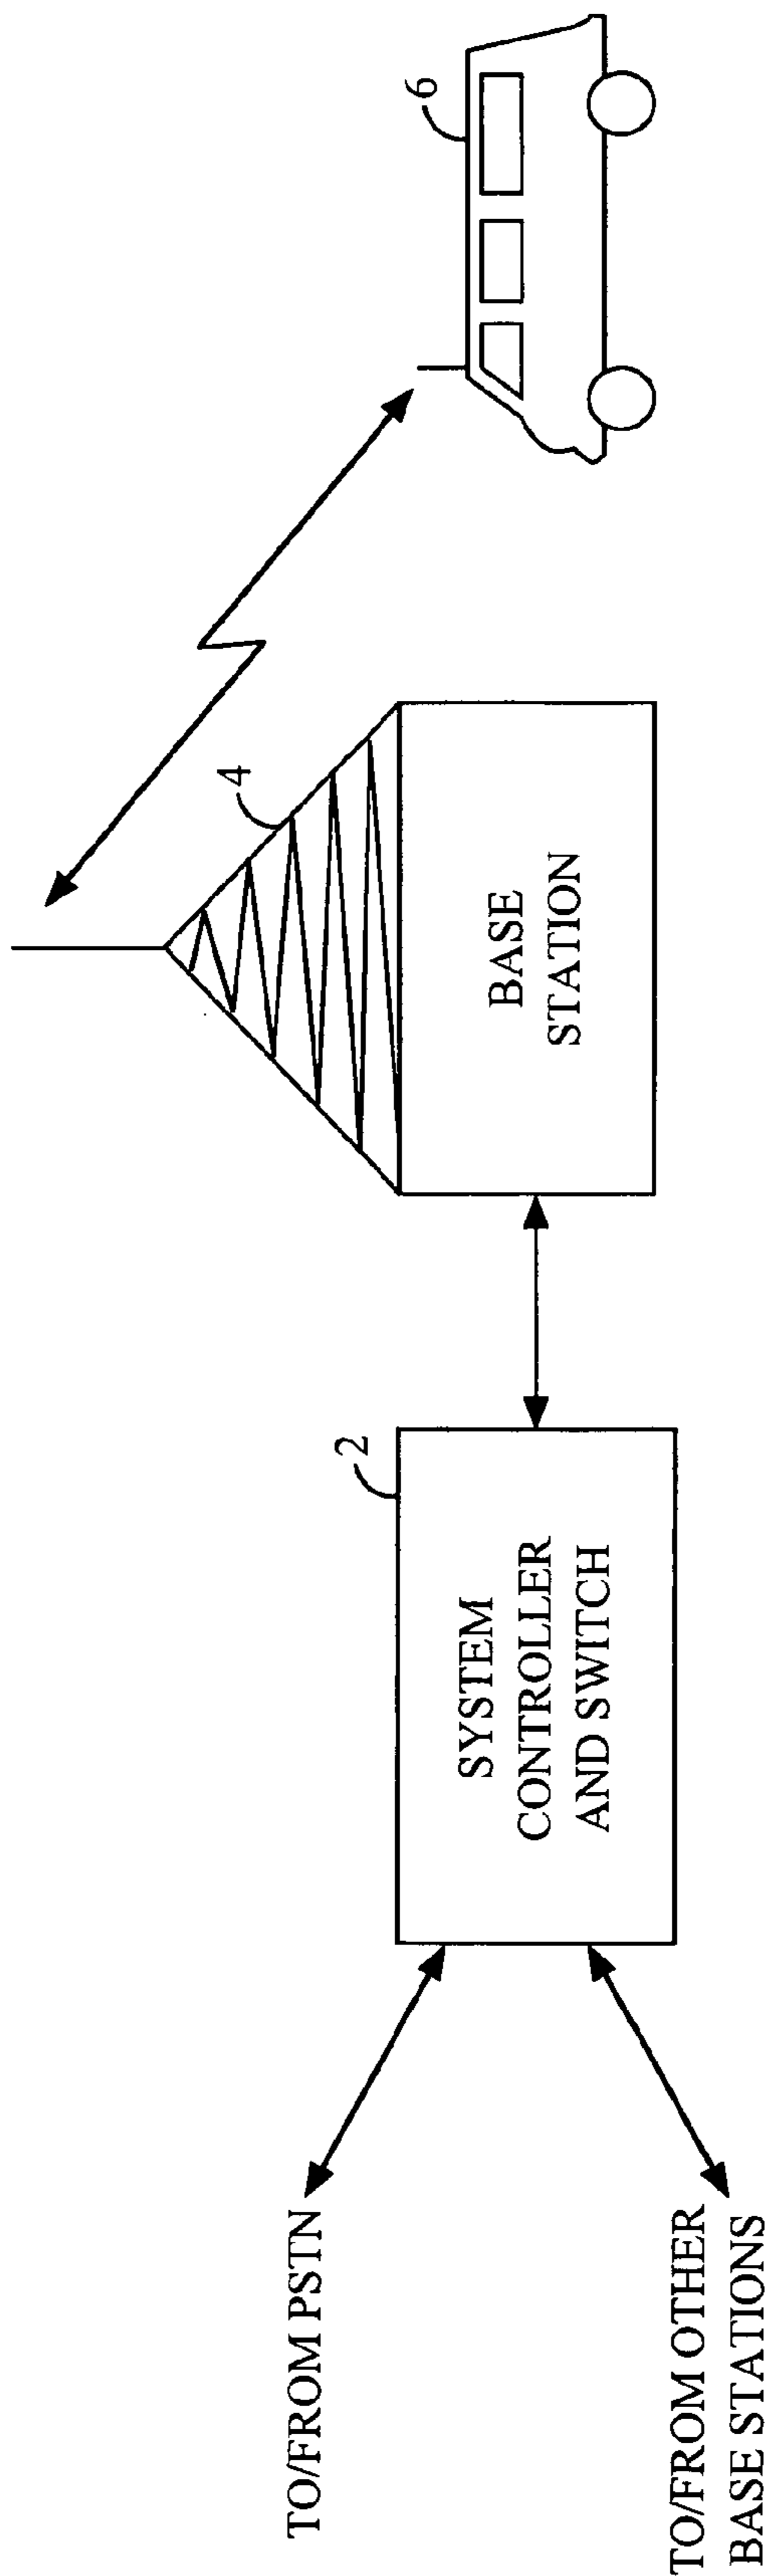 TO/FROM PSTN
TO/FROM OTHER
BASE STATIONS
2
SYSTEM
CONTROLLER
AND SWITCH
4
BASE
STATION
6